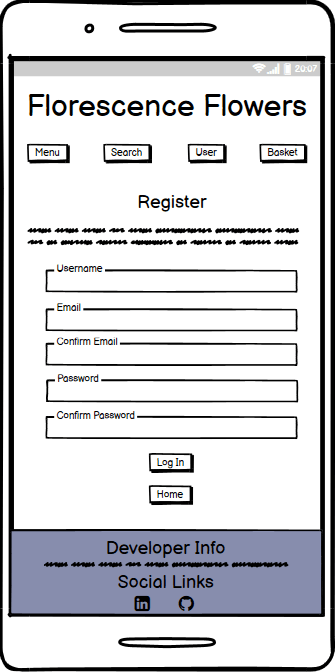 20:07
Florescence Flowers
Menu Search User Basket
Register
Username
Email
Confirm Email
Password
Confirm Password
Log In
Home
Developer Info
Social Links
in